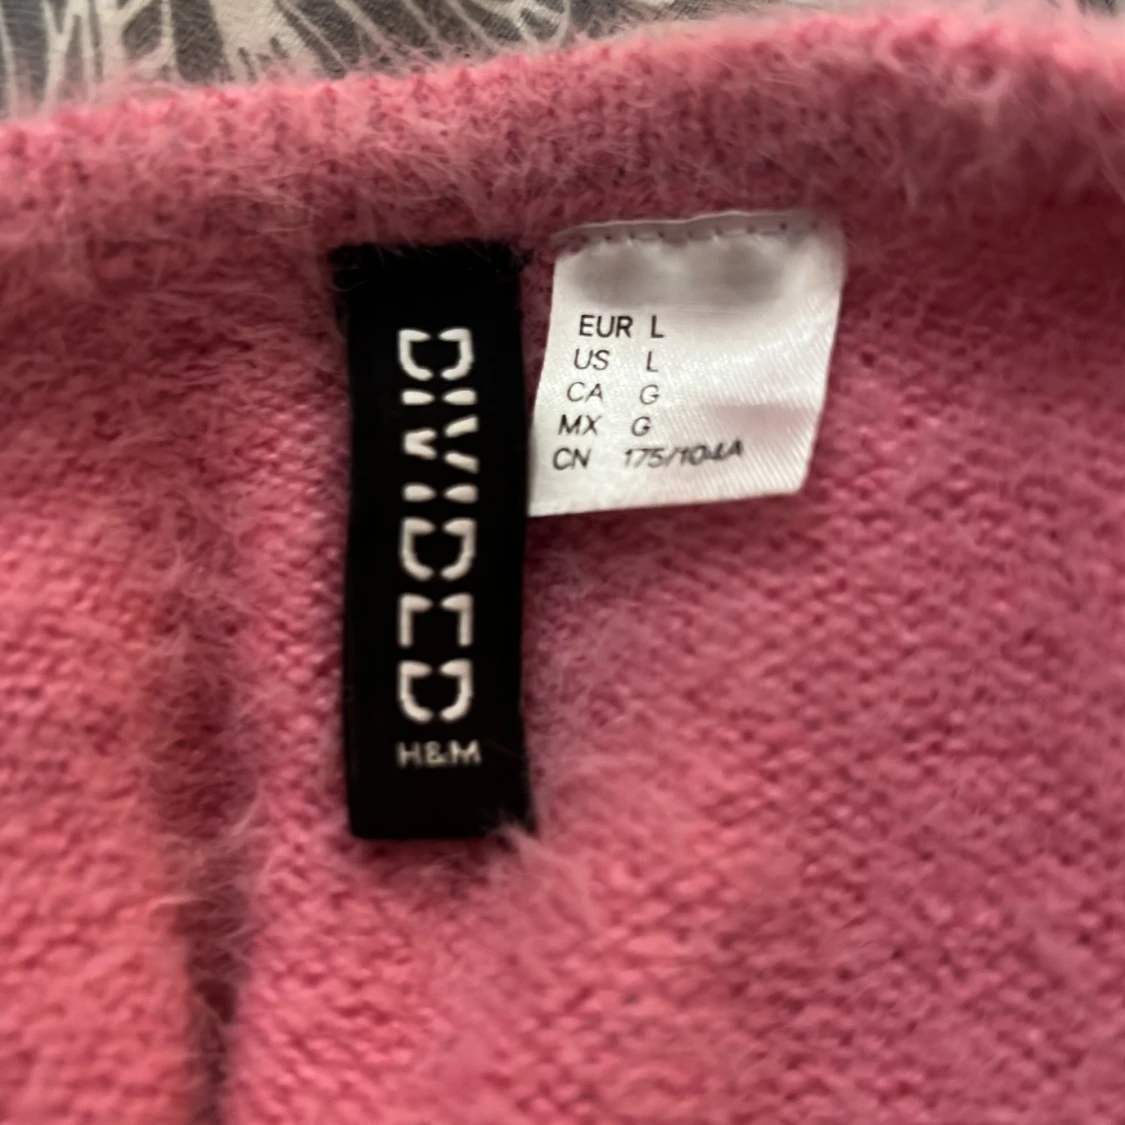 DIVIDED
H&M
EUR L
US L
CA G
MX G
CN 175/104A